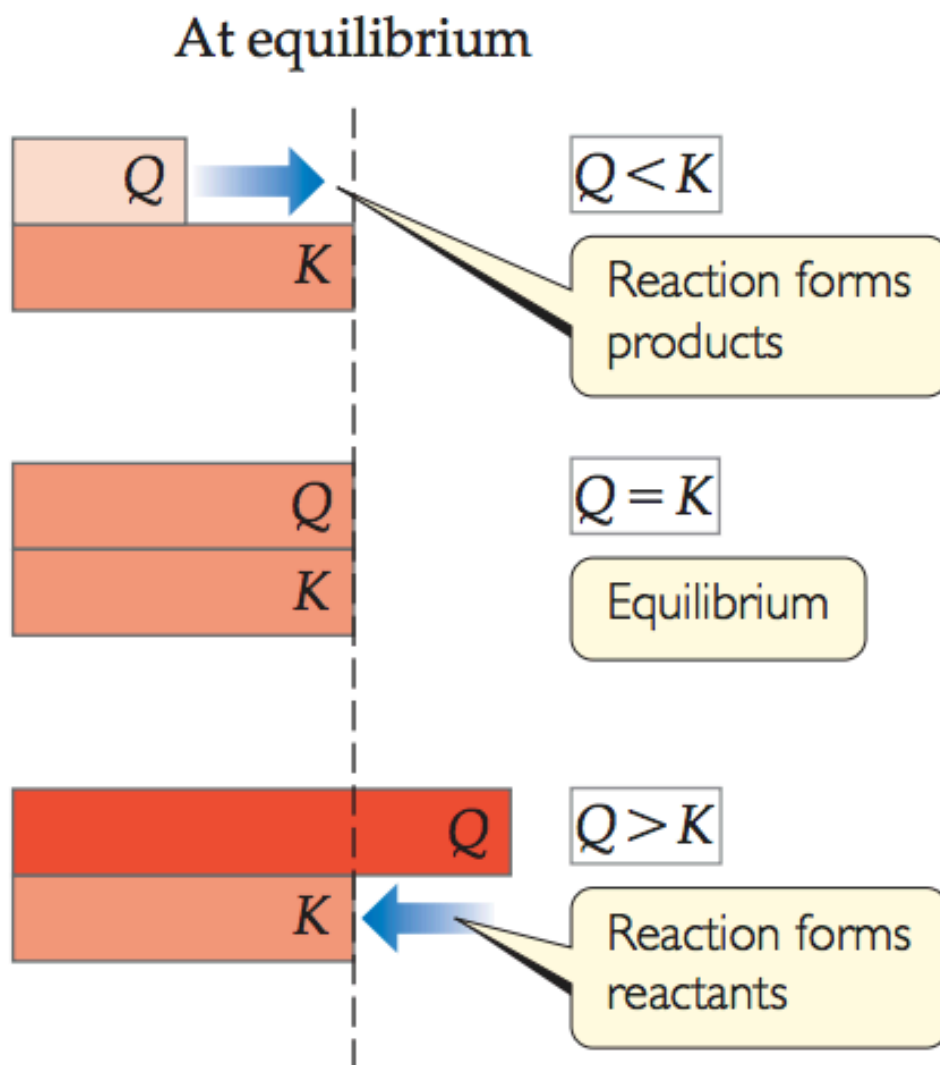 At equilibrium
Q
Q < K
K
Reaction forms
products
Q
Q = K
K
Equilibrium
Q
Q > K
K
Reaction forms
reactants